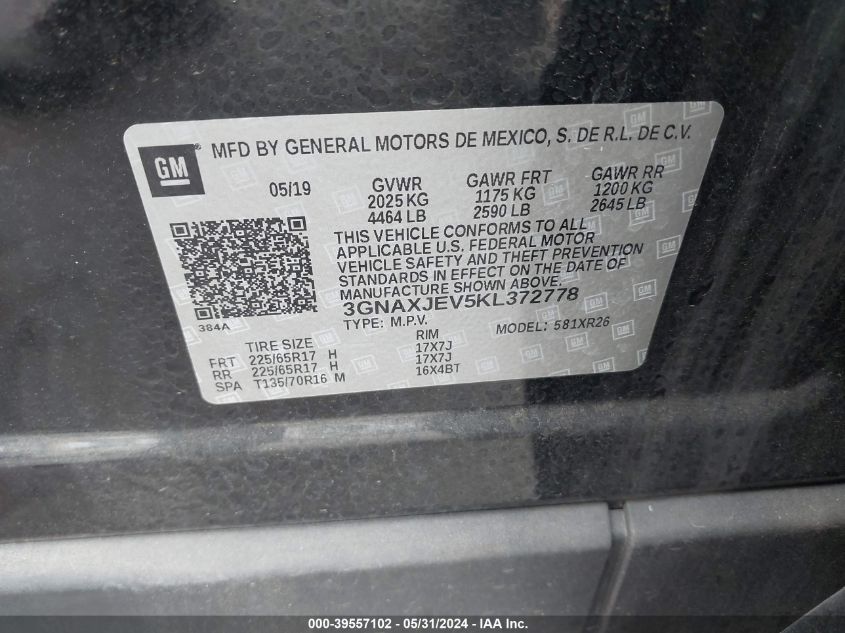 GM ® MFD BY GENERAL MOTORS DE MEXICO, S. DE R.L. DE C.V.
05/19 GVWR GAWR FRT GAWR RR
2025 KG 1175 KG 1200 KG
4464 LB 2590 LB 2645 LB
THIS VEHICLE CONFORMS TO ALL
APPLICABLE U.S. FEDERAL MOTOR
VEHICLE SAFETY AND THEFT PREVENTION
STANDARDS IN EFFECT ON THE DATE OF
MANUFACTURE SHOWN ABOVE.
3GNAXJEV5KL372778
384A
TYPE: M.P.V. MODEL: 581XR26
TIRE SIZE RIM
FRT 225/65R17 H 17X7J
RR 225/65R17 H 17X7J
SPA T135/70R16 M 16X4BT
000-39557102 - 05/31/2024 - IAA Inc.